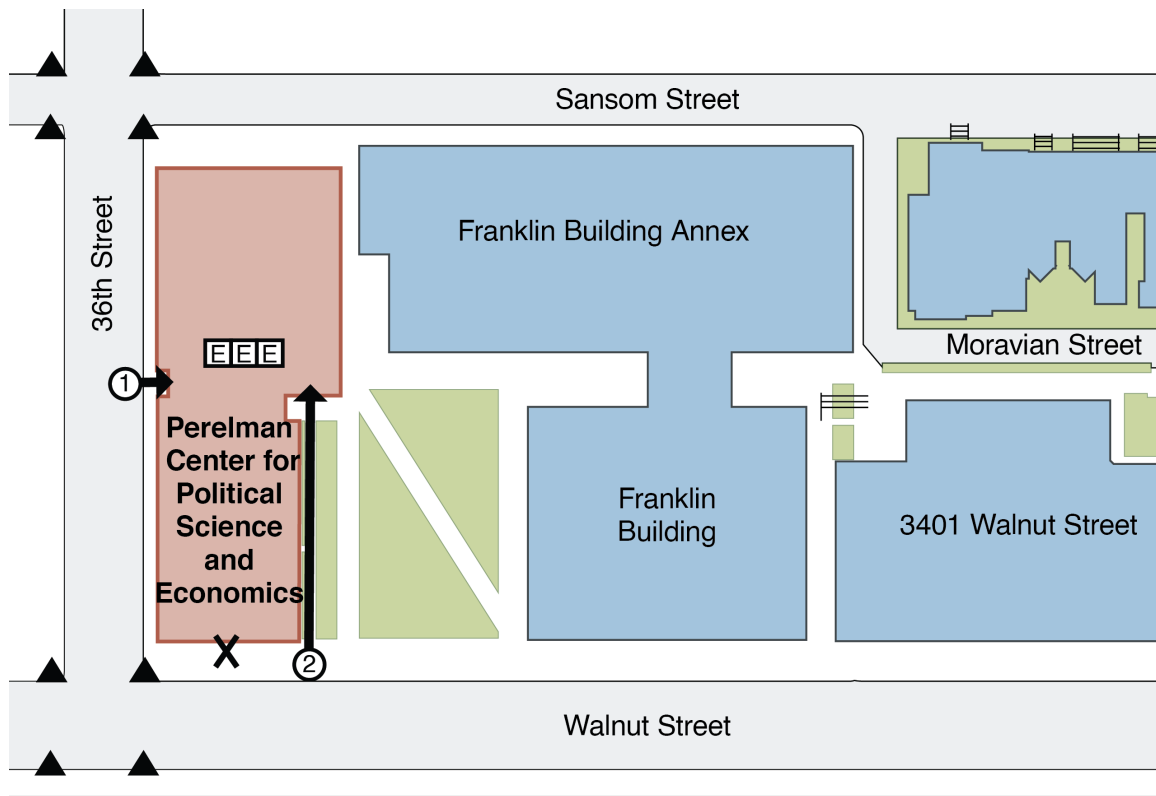 Sansom Street
36th Street
Franklin Building Annex
Moravian Street
E E E
1
Perelman
Center for
Political
Science
and
Economics
Franklin
Building
3401 Walnut Street
X
2
Walnut Street